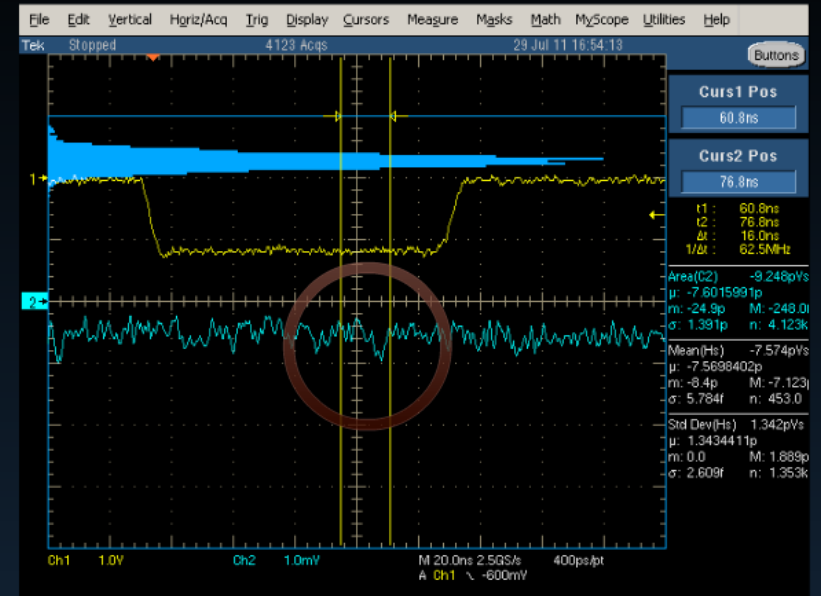 File Edit Vertical Horiz/Acq Trig Display Cursors Measure Masks Math MyScope Utilities Help
Tek Stopped 4123 Acqs 29 Jul 11 16:54:13
Buttons
Curs1 Pos
60.8ns
Curs2 Pos
76.8ns
t1 : 60.8ns
t2 : 76.8ns
Δt : 16.0ns
1/Δt : 62.5MHz
Area(C2) -9.248pVs
μ: -7.6015991p
m: -24.9p M: -248.0
σ: 1.391p n: 4.123k
Mean(Hs) -7.574pVs
μ: -7.5698402p
m: -8.4p M: -7.123
σ: 5.784f n: 453.0
Std Dev(Hs) 1.342pVs
μ: 1.3434411p
m: 0.0 M: 1.889p
σ: 2.609f n: 1.353k
1
2
Ch1 1.0V Ch2 1.0mV M 20.0ns 2.5GS/s 400ps/pt
A Ch1 -600mV